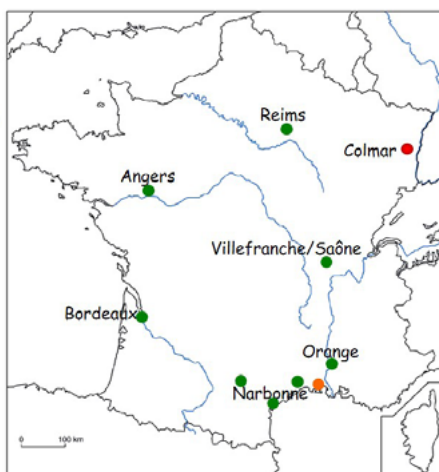 Reims
Colmar
Angers
Villefranche/Saône
Bordeaux
Orange
Narbonne
0 100 km